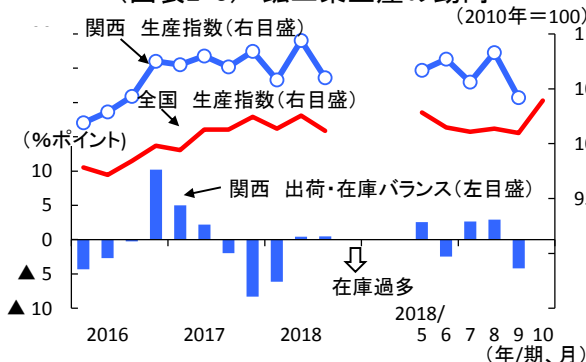 (2010年=100)
関西 生産指数(右目盛)
全国 生産指数(右目盛)
(%ポイント)
10
5
0
▲ 5
▲ 10
関西 出荷・在庫バランス(左目盛)
在庫過多
2016
2017
2018
2018/
5 6 7 8 9 10
(年/期、月)